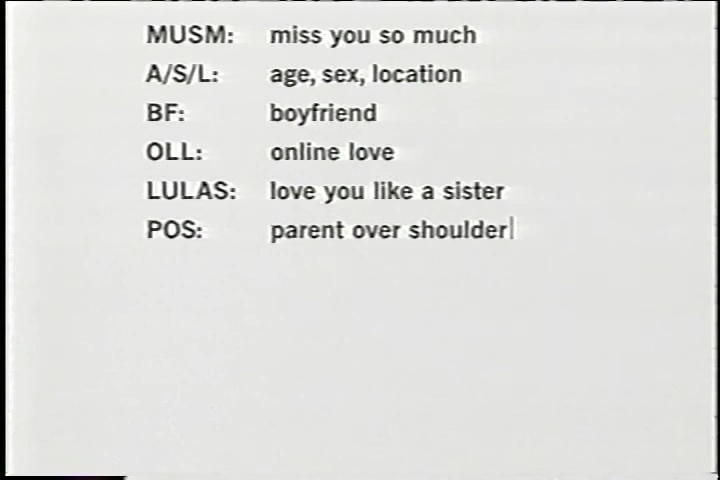 MUSM: miss you so much
A/S/L: age, sex, location
BF: boyfriend
OLL: online love
LULAS: love you like a sister
POS: parent over shoulder